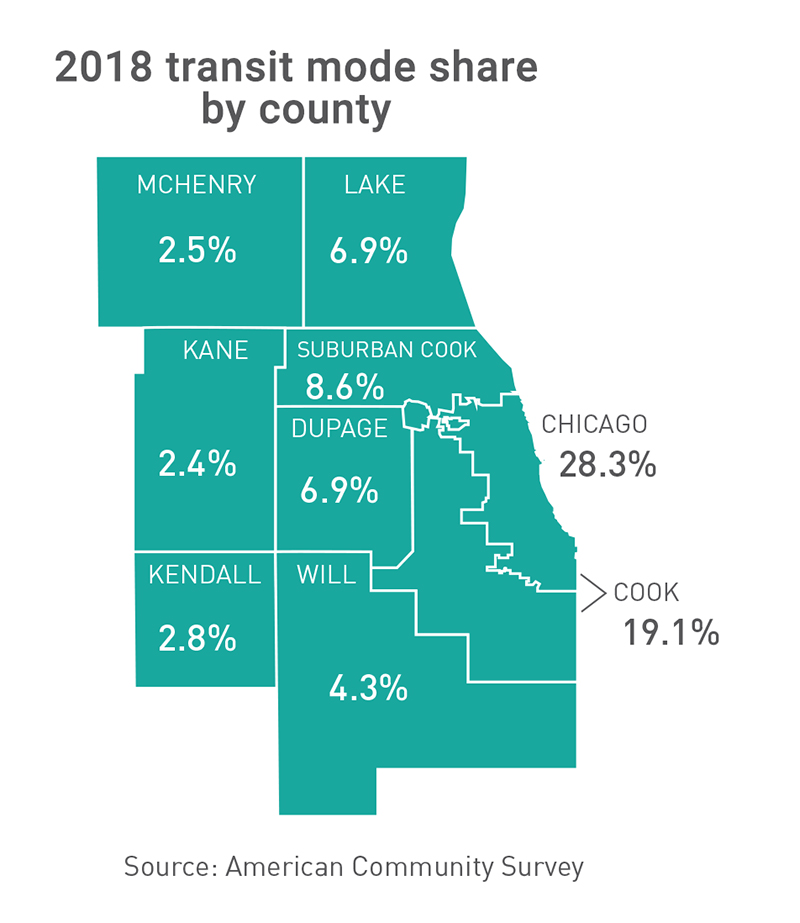 2018 transit mode share
by county
MCHENRY
2.5%
LAKE
6.9%
KANE
2.4%
SUBURBAN COOK
8.6%
DUPAGE
6.9%
CHICAGO
28.3%
KENDALL
2.8%
WILL
4.3%
COOK
19.1%
Source: American Community Survey